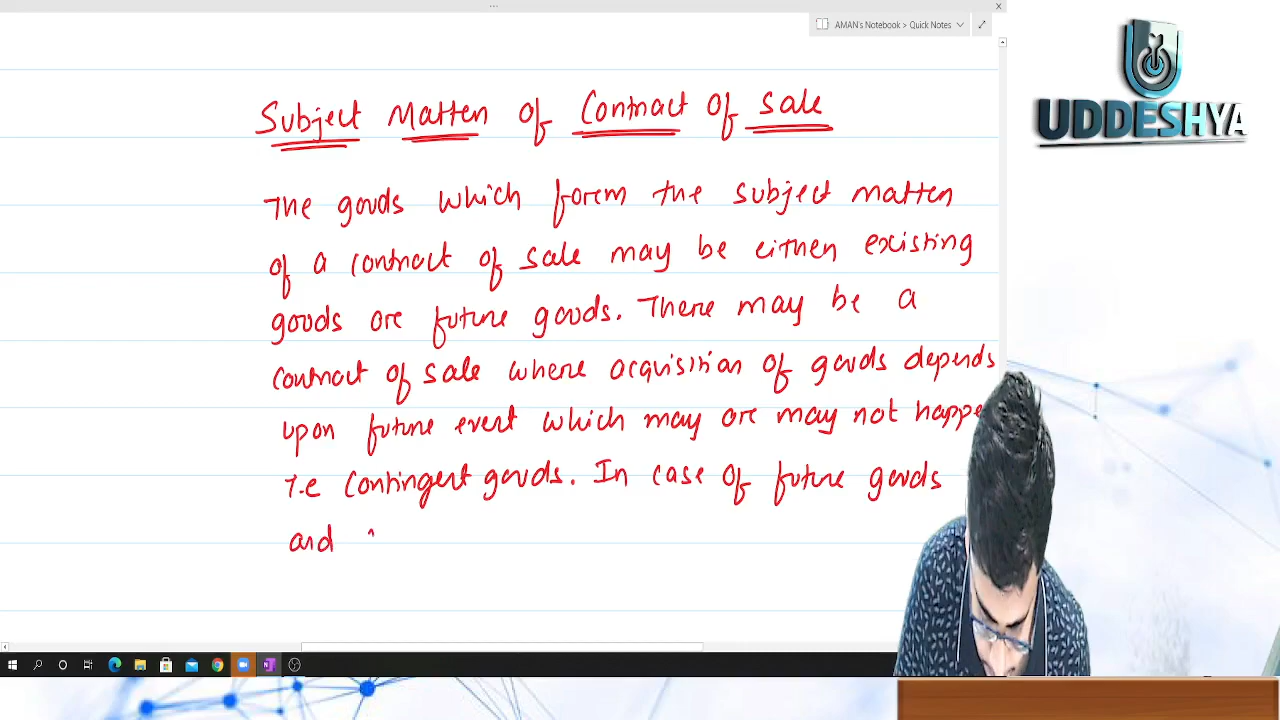 AMAN's Notebook > Quick Notes
UDDESHYA
Subject Matter of Contract of Sale
The goods which form the subject matter
of a contract of sale may be either existing
goods or future goods. There may be a
contract of sale where acquisition of goods depends
upon future event which may or may not happe
i.e Contingent goods. In case of future goods
and